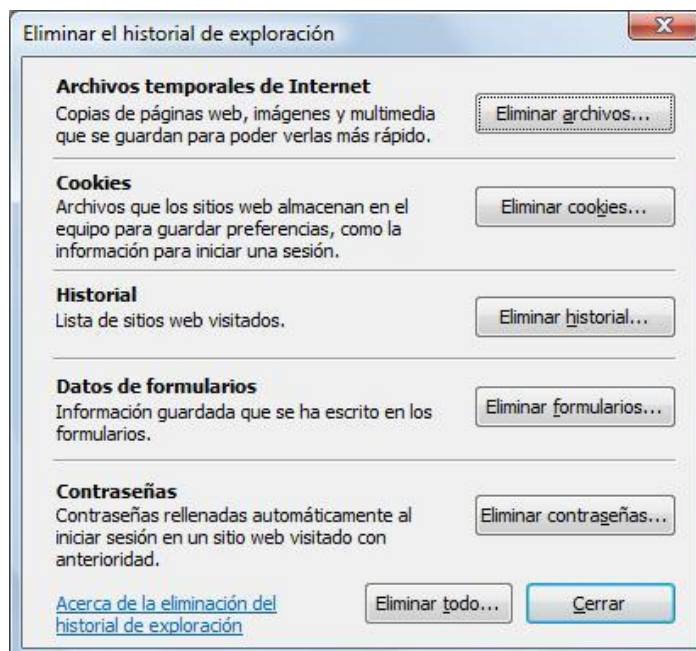 Eliminar el historial de exploración
Archivos temporales de Internet
Copias de páginas web, imágenes y multimedia
que se guardan para poder verlas más rápido.
Eliminar archivos...
Cookies
Archivos que los sitios web almacenan en el
equipo para guardar preferencias, como la
información para iniciar una sesión.
Eliminar cookies...
Historial
Lista de sitios web visitados.
Eliminar historial...
Datos de formularios
Información guardada que se ha escrito en los
formularios.
Eliminar formularios...
Contraseñas
Contraseñas rellenadas automáticamente al
iniciar sesión en un sitio web visitado con
anterioridad.
Eliminar contraseñas...
Acerca de la eliminación del
historial de exploración
Eliminar todo...
Cerrar